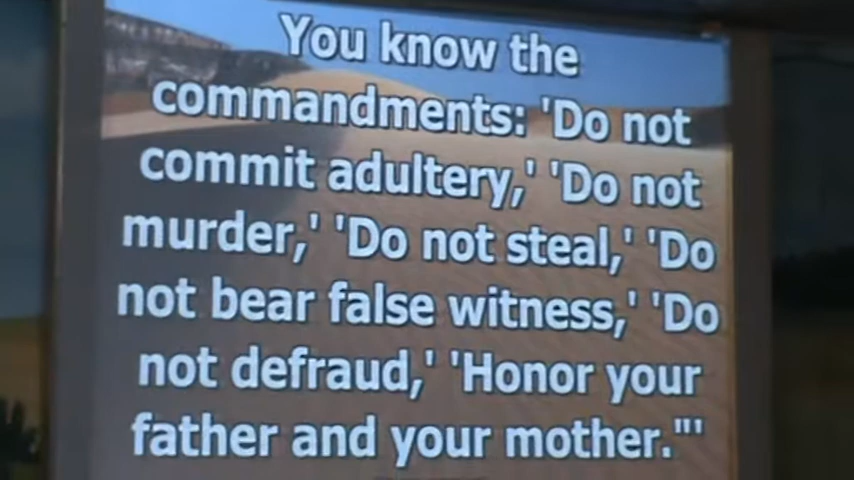 You know the
commandments: 'Do not
commit adultery,' 'Do not
murder,' 'Do not steal,' 'Do
not bear false witness,' 'Do
not defraud,' 'Honor your
father and your mother."'